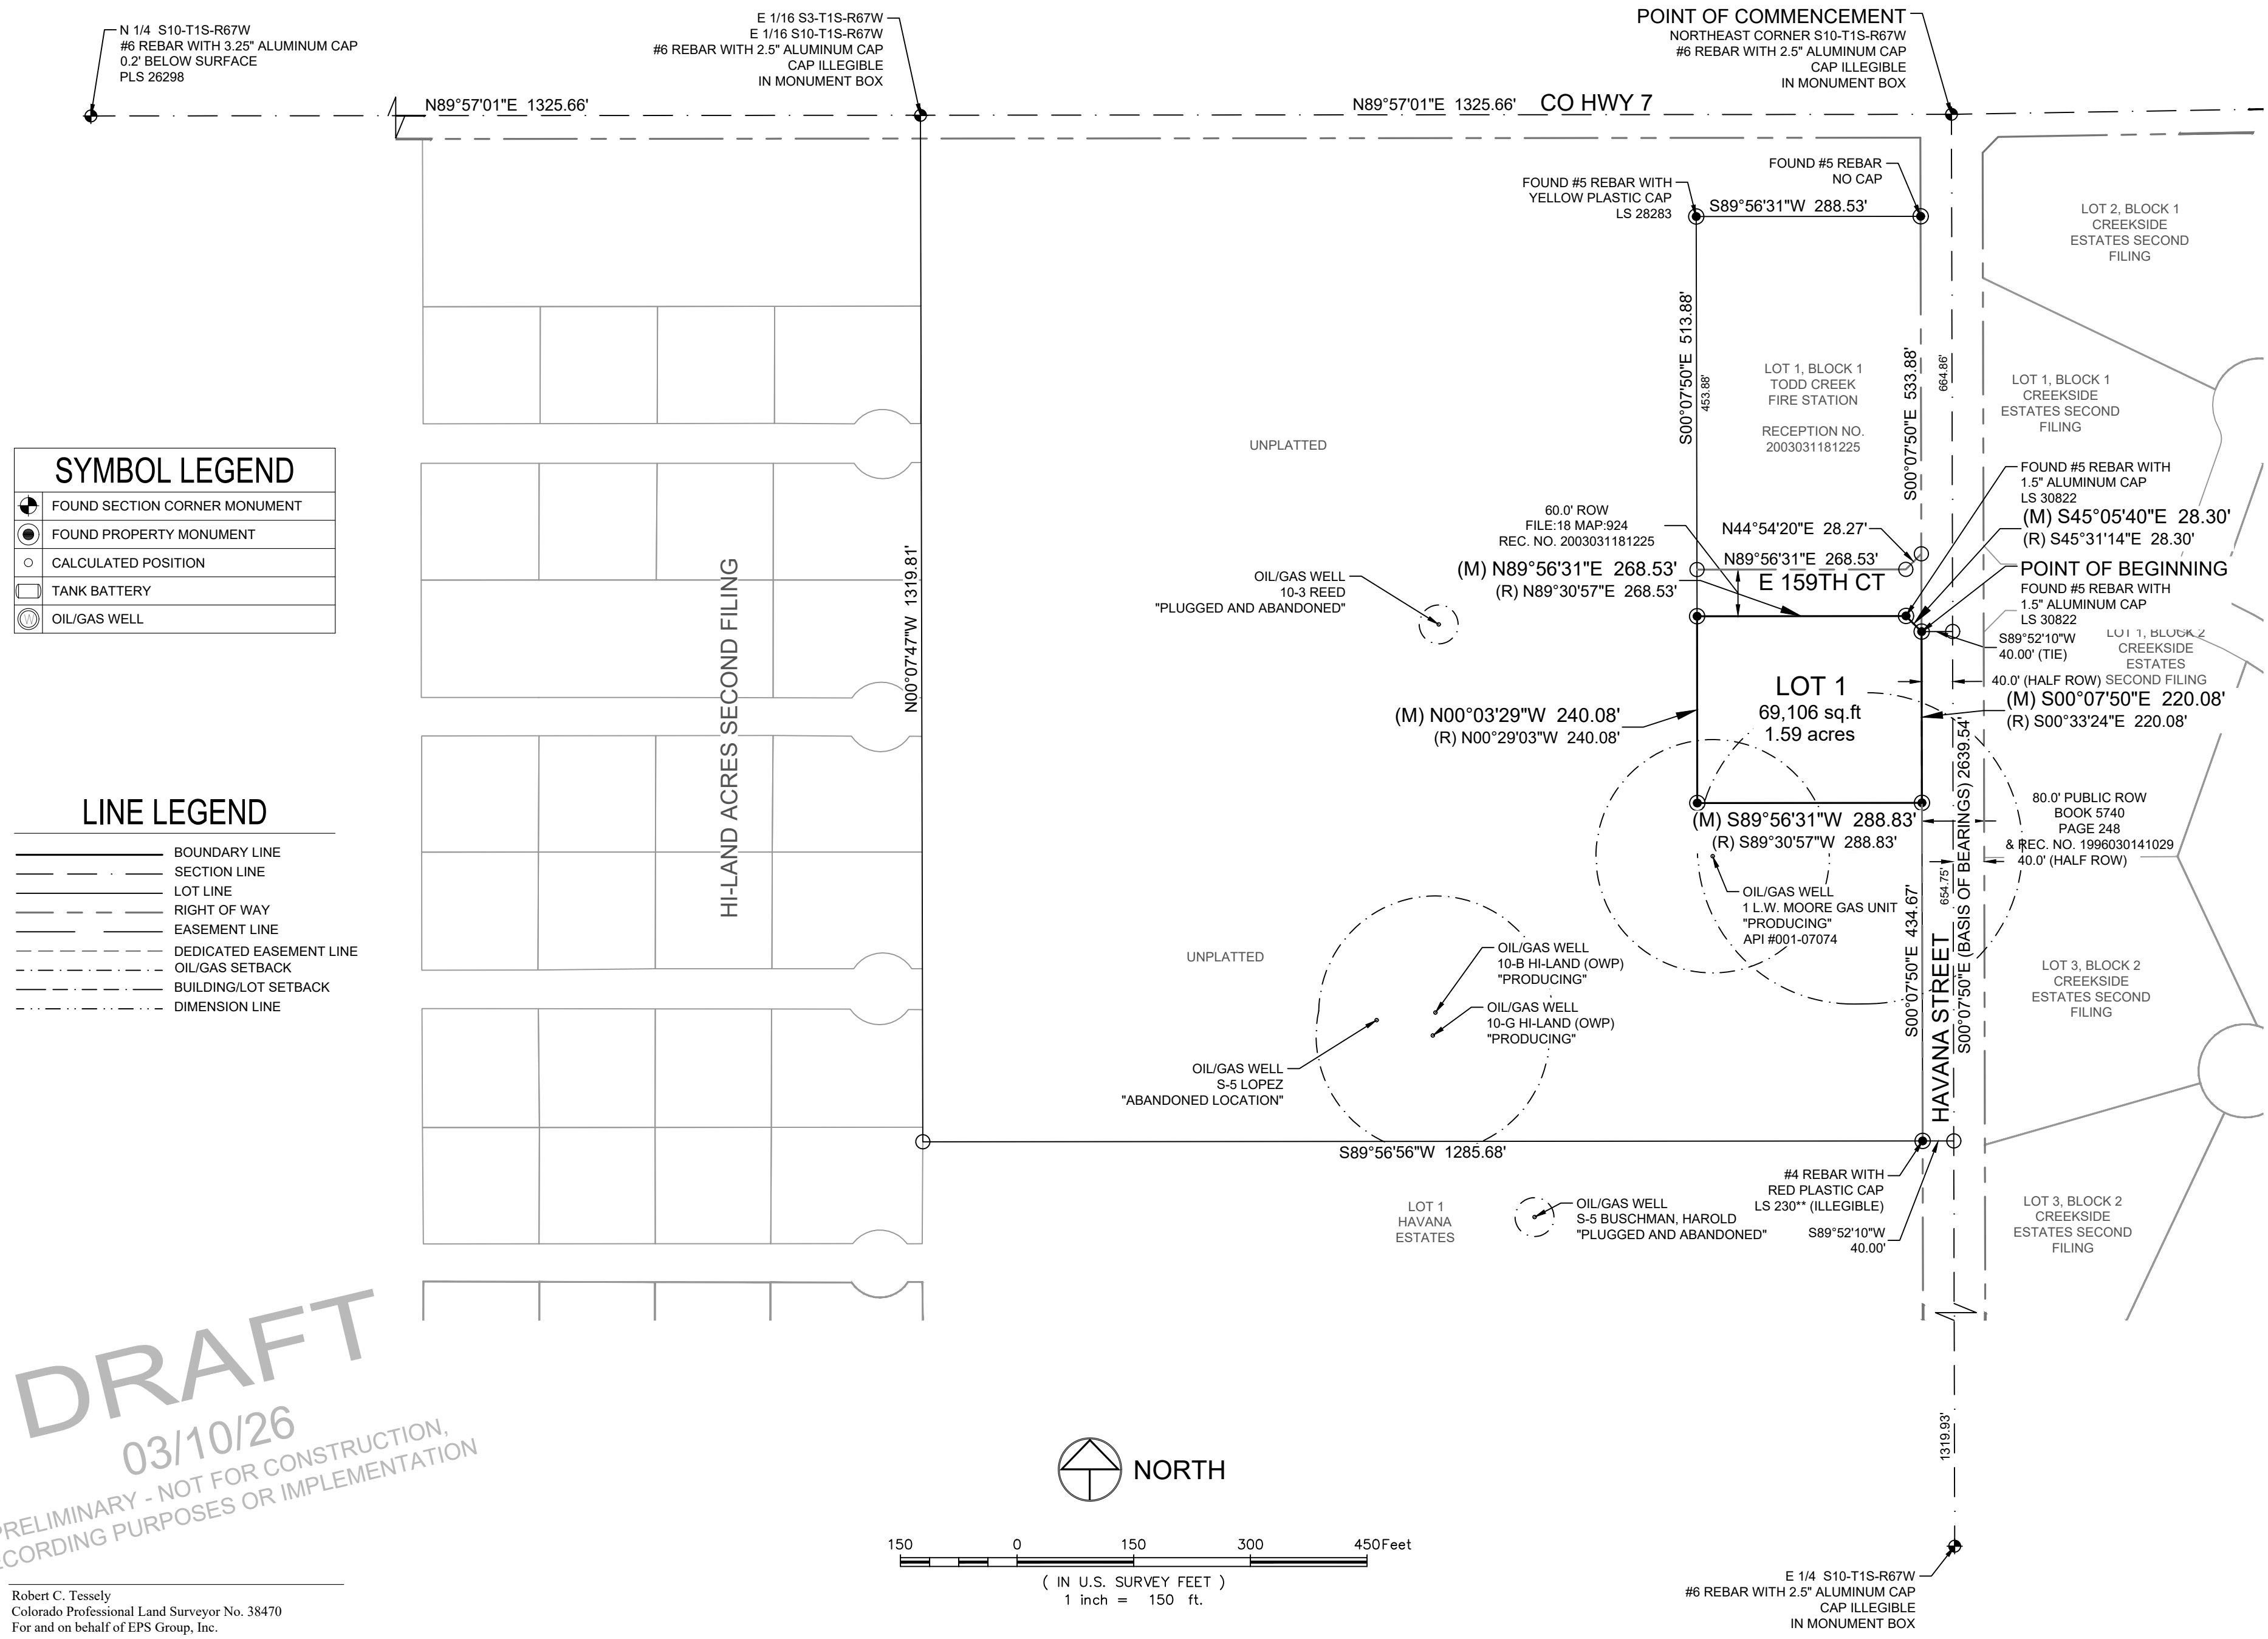 N 1/4 S10-T1S-R67W
#6 REBAR WITH 3.25" ALUMINUM CAP
0.2' BELOW SURFACE
PLS 26298
E 1/16 S3-T1S-R67W
E 1/16 S10-T1S-R67W
#6 REBAR WITH 2.5" ALUMINUM CAP
CAP ILLEGIBLE
IN MONUMENT BOX
POINT OF COMMENCEMENT
NORTHEAST CORNER S10-T1S-R67W
#6 REBAR WITH 2.5" ALUMINUM CAP
CAP ILLEGIBLE
IN MONUMENT BOX
N89°57'01"E 1325.66'
N89°57'01"E 1325.66'
CO HWY 7
FOUND #5 REBAR
NO CAP
FOUND #5 REBAR WITH
YELLOW PLASTIC CAP
LS 28283
S89°56'31"W 288.53'
LOT 2, BLOCK 1
CREEKSIDE
ESTATES SECOND
FILING
S00°07'50"E 513.88'
453.88'
LOT 1, BLOCK 1
TODD CREEK
FIRE STATION
RECEPTION NO.
2003031181225
S00°07'50"E 533.88'
664.86'
LOT 1, BLOCK 1
CREEKSIDE
ESTATES SECOND
FILING
UNPLATTED
SYMBOL LEGEND
FOUND SECTION CORNER MONUMENT
FOUND PROPERTY MONUMENT
CALCULATED POSITION
TANK BATTERY
W
OIL/GAS WELL
FOUND #5 REBAR WITH
1.5" ALUMINUM CAP
LS 30822
(M) S45°05'40"E 28.30'
(R) S45°31'14"E 28.30'
POINT OF BEGINNING
FOUND #5 REBAR WITH
1.5" ALUMINUM CAP
LS 30822
60.0' ROW
FILE:18 MAP:924
REC. NO. 2003031181225
N44°54'20"E 28.27'
N89°56'31"E 268.53'
(M) N89°56'31"E 268.53'
(R) N89°30'57"E 268.53'
E 159TH CT
OIL/GAS WELL
10-3 REED
"PLUGGED AND ABANDONED"
S89°52'10"W
40.00' (TIE)
LOT 1, BLOCK 2
CREEKSIDE
ESTATES
SECOND FILING
40.0' (HALF ROW)
(M) S00°07'50"E 220.08'
(R) S00°33'24"E 220.08'
N00°07'47"W 1319.81'
HI-LAND ACRES SECOND FILING
LOT 1
69,106 sq.ft
1.59 acres
(M) N00°03'29"W 240.08'
(R) N00°29'03"W 240.08'
LINE LEGEND
BOUNDARY LINE
SECTION LINE
LOT LINE
RIGHT OF WAY
EASEMENT LINE
DEDICATED EASEMENT LINE
OIL/GAS SETBACK
BUILDING/LOT SETBACK
DIMENSION LINE
(M) S89°56'31"W 288.83'
(R) S89°30'57"W 288.83'
80.0' PUBLIC ROW
BOOK 5740
PAGE 248
& REC. NO. 1996030141029
40.0' (HALF ROW)
OIL/GAS WELL
1 L.W. MOORE GAS UNIT
"PRODUCING"
API #001-07074
S00°07'50"E 434.67'
654.75'
HAVANA STREET
S00°07'50"E (BASIS OF BEARINGS) 2639.54'
UNPLATTED
OIL/GAS WELL
10-B HI-LAND (OWP)
"PRODUCING"
OIL/GAS WELL
10-G HI-LAND (OWP)
"PRODUCING"
OIL/GAS WELL
S-5 LOPEZ
"ABANDONED LOCATION"
LOT 3, BLOCK 2
CREEKSIDE
ESTATES SECOND
FILING
S89°56'56"W 1285.68'
#4 REBAR WITH
RED PLASTIC CAP
LS 230** (ILLEGIBLE)
S89°52'10"W
40.00'
LOT 1
HAVANA
ESTATES
OIL/GAS WELL
S-5 BUSCHMAN, HAROLD
"PLUGGED AND ABANDONED"
LOT 3, BLOCK 2
CREEKSIDE
ESTATES SECOND
FILING
DRAFT
03/10/26
PRELIMINARY - NOT FOR CONSTRUCTION,
ECORDING PURPOSES OR IMPLEMENTATION
1319.93'
NORTH
150 0 150 300 450Feet
( IN U.S. SURVEY FEET )
1 inch = 150 ft.
E 1/4 S10-T1S-R67W
#6 REBAR WITH 2.5" ALUMINUM CAP
CAP ILLEGIBLE
IN MONUMENT BOX
Robert C. Tessely
Colorado Professional Land Surveyor No. 38470
For and on behalf of EPS Group, Inc.